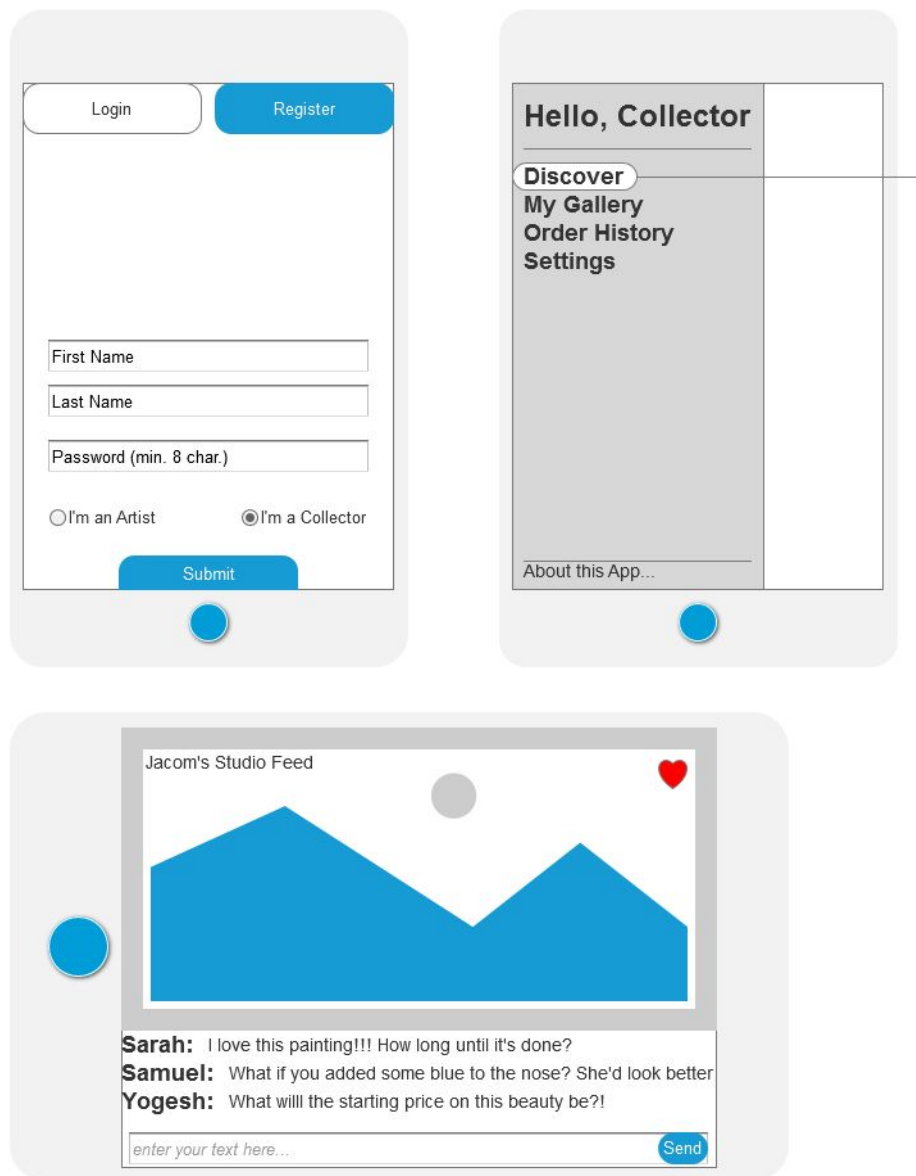 Login
Register
First Name
Last Name
Password (min. 8 char.)
I'm an Artist
I'm a Collector
Submit
Hello, Collector
Discover
My Gallery
Order History
Settings
About this App...
Jacom's Studio Feed
Sarah: I love this painting!!! How long until it's done?
Samuel: What if you added some blue to the nose? She'd look better
Yogesh: What willl the starting price on this beauty be?!
enter your text here...
Send